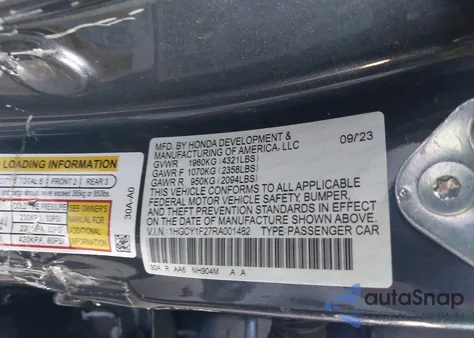 LOADING INFORMATION
TOTAL 5 FRONT 2 REAR 3
SEE OWNER'S
MANUAL
FOR
ADDITIONAL
INFORMATION
420KPA, 60PSI
30A-A0
MFD. BY HONDA DEVELOPMENT &
MANUFACTURING OF AMERICA, LLC
09/23
GVWR 1960KG (4321LBS)
GAWR F 1070KG (2358LBS)
GAWR R 950KG (2094LBS)
THIS VEHICLE CONFORMS TO ALL APPLICABLE
FEDERAL MOTOR VEHICLE SAFETY, BUMPER,
AND THEFT PREVENTION STANDARDS IN EFFECT
ON THE DATE OF MANUFACTURE SHOWN ABOVE.
V.I.N.: 1HGCY1F27RA001482 TYPE: PASSENGER CAR
30A R AA6 NH904M A A
autoSnap